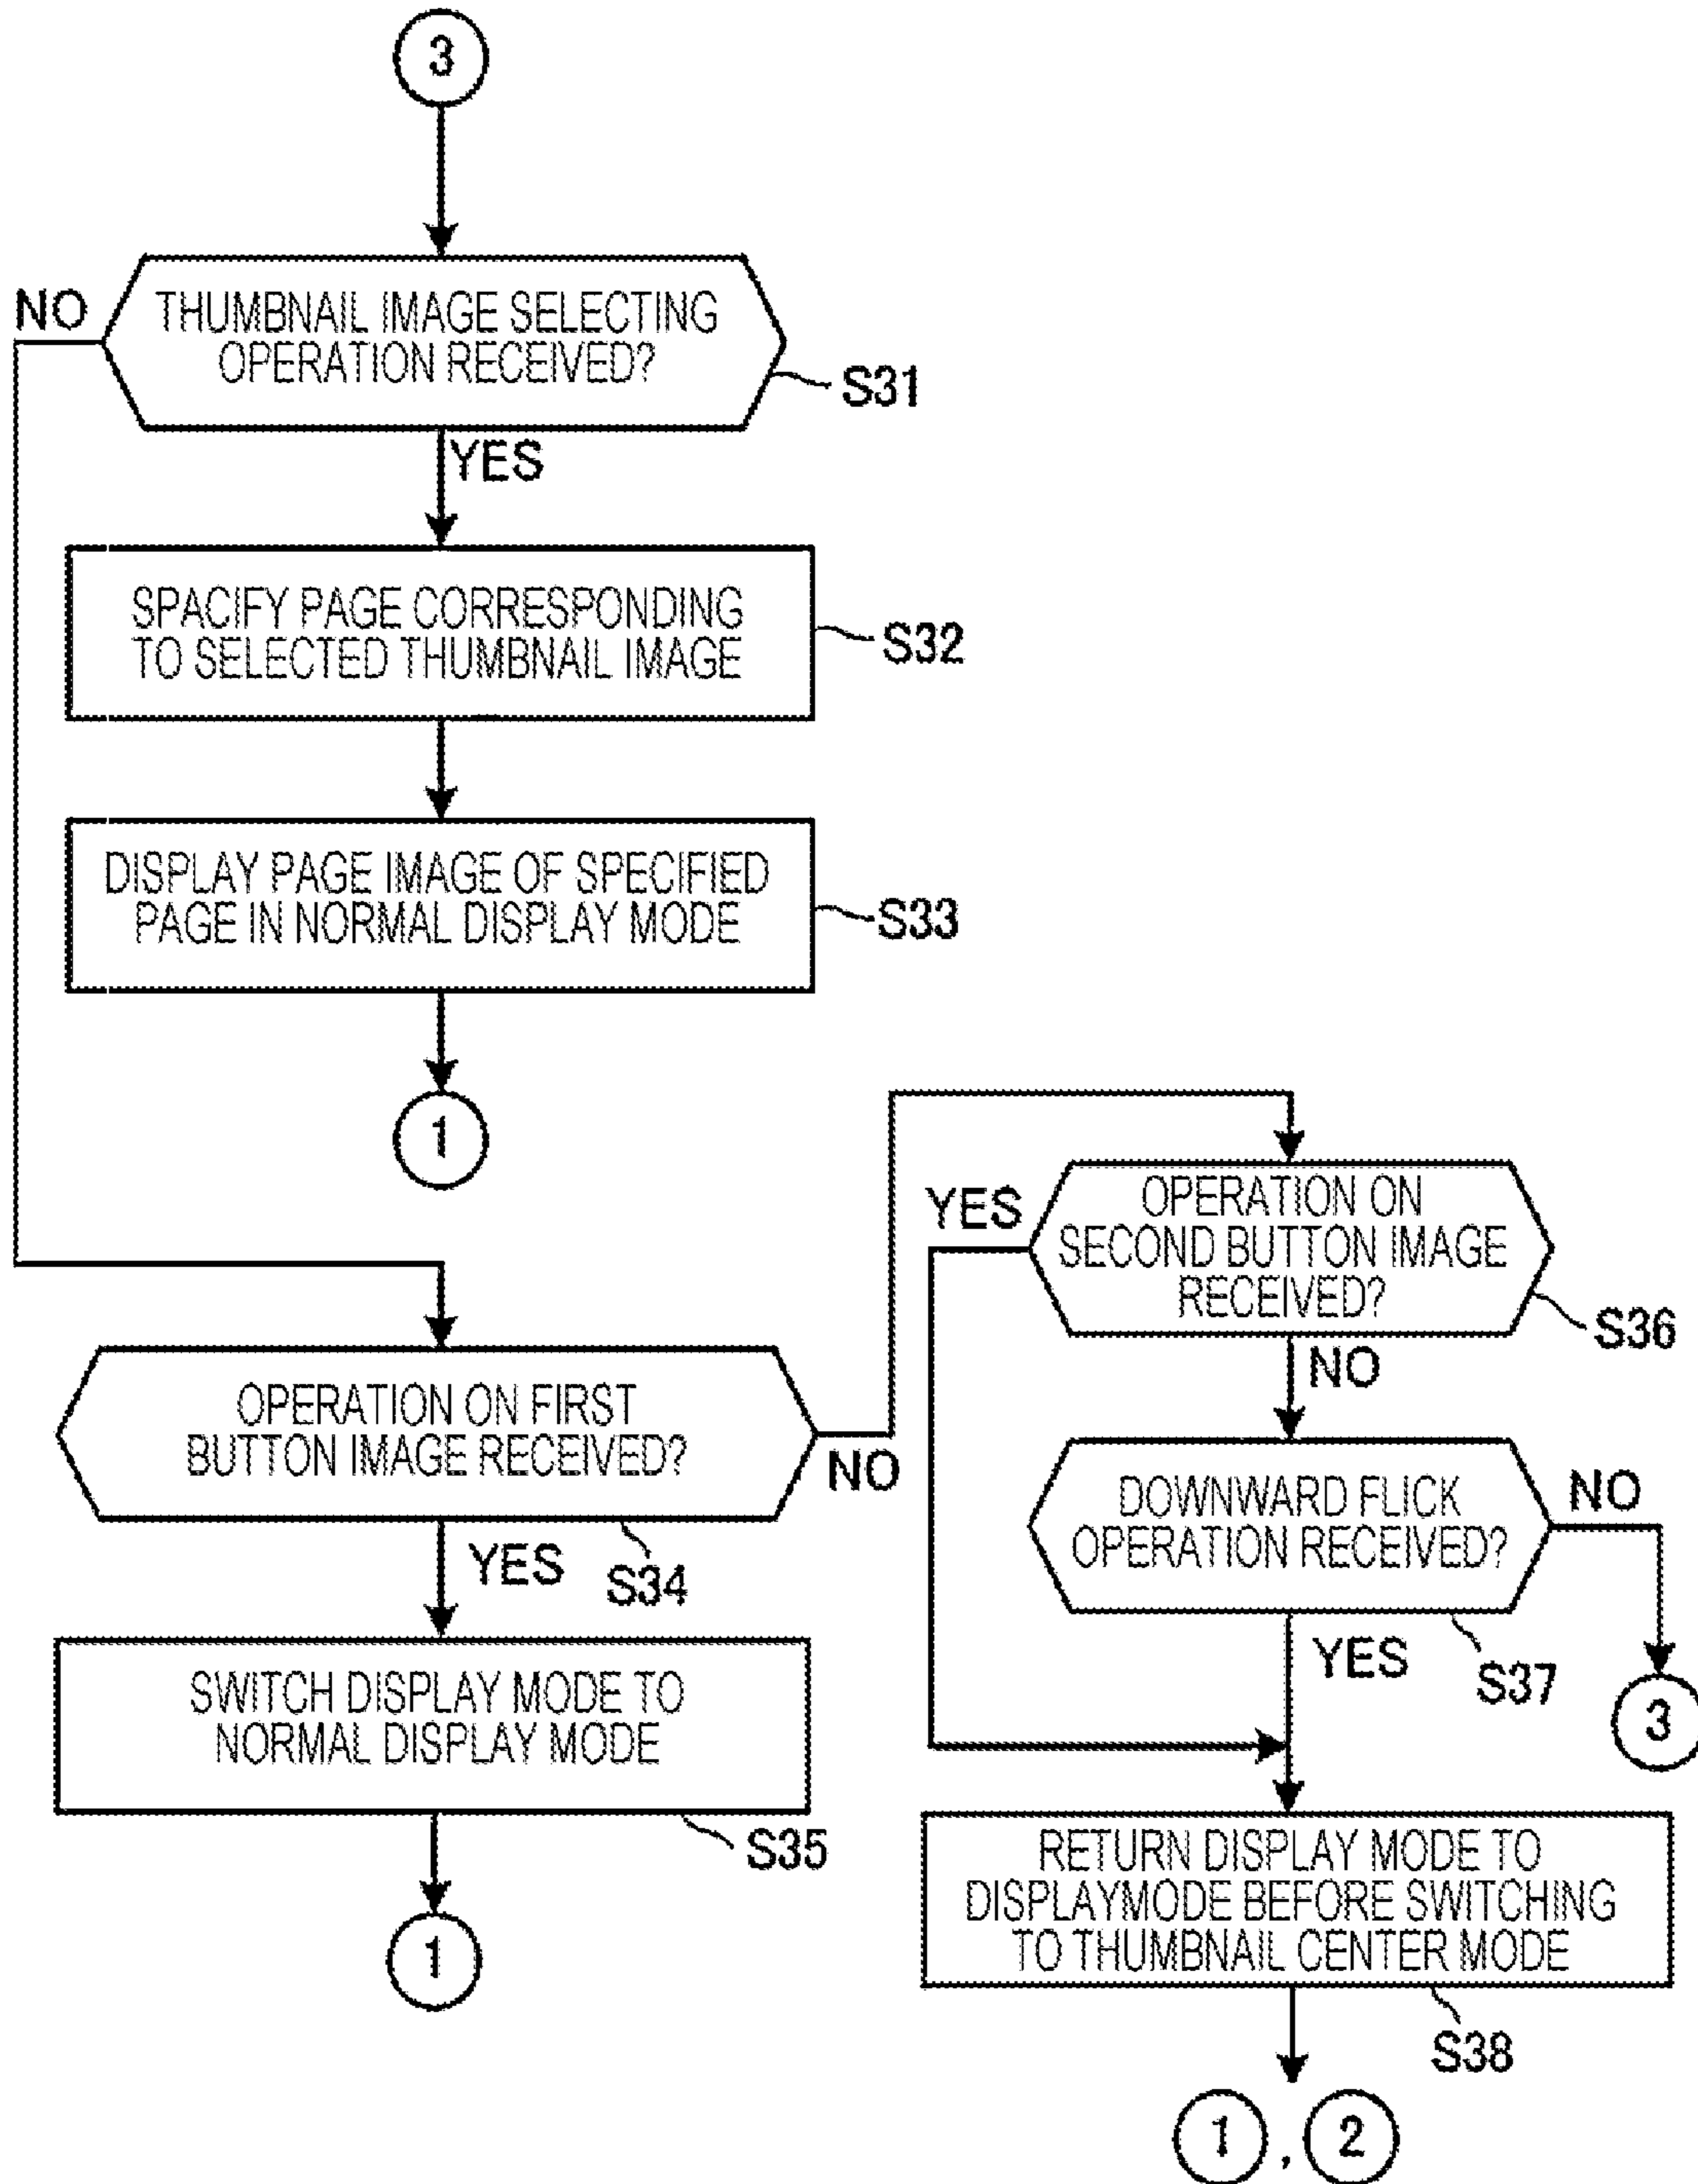 3
NO
THUMBNAIL IMAGE SELECTING
OPERATION RECEIVED?
S31
YES
SPACIFY PAGE CORRESPONDING
TO SELECTED THUMBNAIL IMAGE
S32
DISPLAY PAGE IMAGE OF SPECIFIED
PAGE IN NORMAL DISPLAY MODE
S33
1
OPERATION ON FIRST
BUTTON IMAGE RECEIVED?
NO
YES
S34
SWITCH DISPLAY MODE TO
NORMAL DISPLAY MODE
S35
1
YES
OPERATION ON
SECOND BUTTON IMAGE
RECEIVED?
S36
NO
DOWNWARD FLICK
OPERATION RECEIVED?
NO
YES
S37
3
RETURN DISPLAY MODE TO
DISPLAYMODE BEFORE SWITCHING
TO THUMBNAIL CENTER MODE
S38
1 , 2